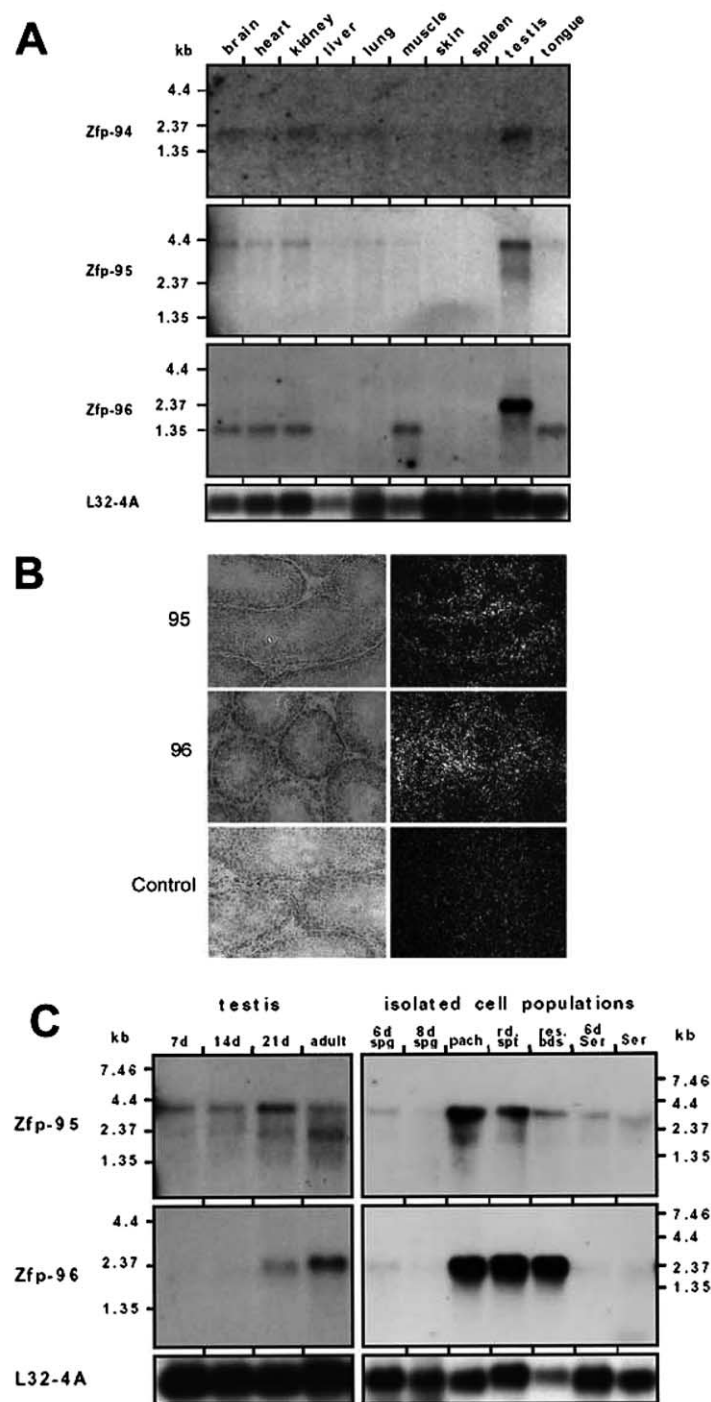 A
kb brain heart kidney liver lung muscle skin spleen testis tongue
4.4
Zfp-94
2.37
1.35
4.4
Zfp-95
2.37
1.35
4.4
Zfp-96
2.37
1.35
L32-4A
B
95
96
Control
C
testis isolated cell populations
kb 7d 14d 21d adult 6d spg 8d spg pach rd. spt res. bds. 6d Ser Ser kb
7.46 7.46
4.4 4.4
Zfp-95
2.37 2.37
1.35 1.35
4.4 7.46
4.4
Zfp-96
2.37 2.37
1.35 1.35
L32-4A